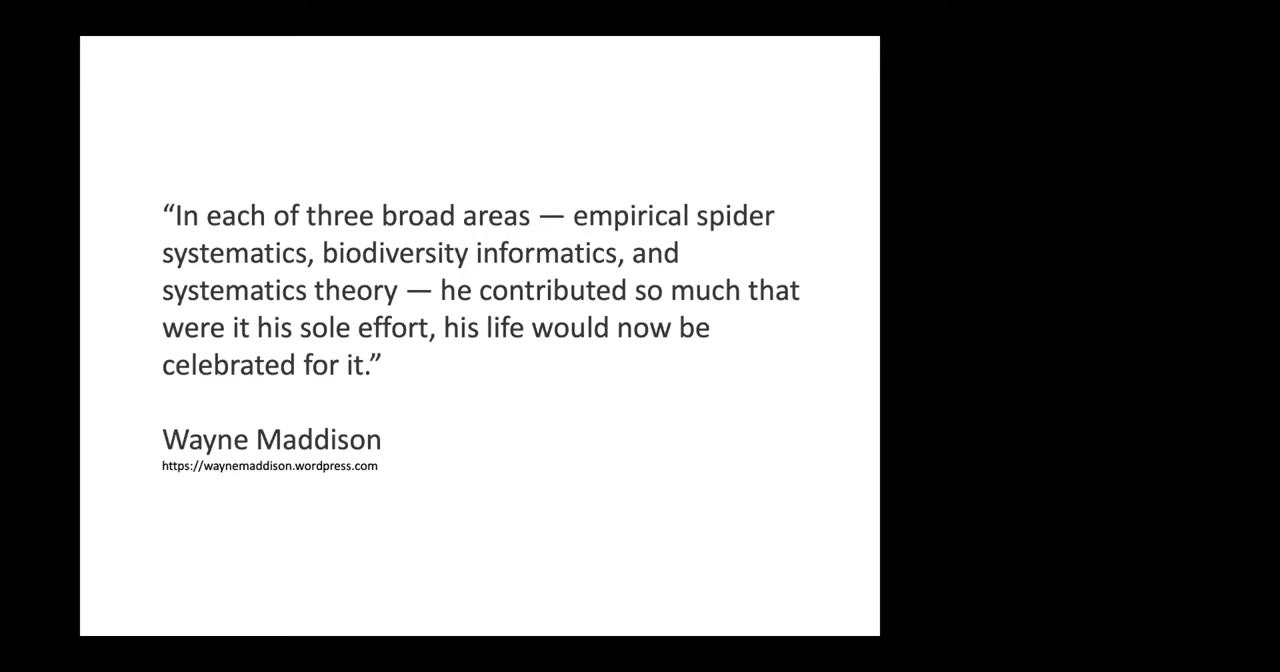 “In each of three broad areas — empirical spider
systematics, biodiversity informatics, and
systematics theory — he contributed so much that
were it his sole effort, his life would now be
celebrated for it.”
Wayne Maddison
https://waynemaddison.wordpress.com